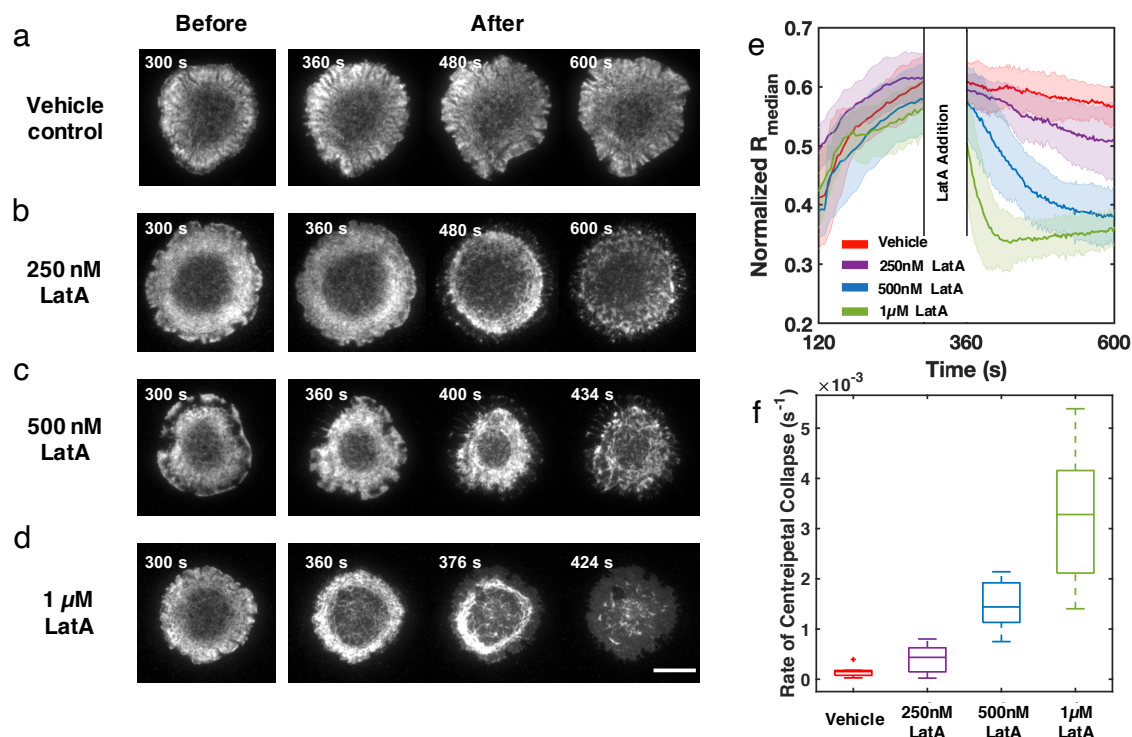 Before After
a
Vehicle
control
300 s 360 s 480 s 600 s
b
250 nM
LatA
300 s 360 s 480 s 600 s
c
500 nM
LatA
300 s 360 s 400 s 434 s
d
1 µM
LatA
300 s 360 s 376 s 424 s
e
Normalized R_median
0.7
0.6
0.5
0.4
0.3
0.2
LatA Addition
Vehicle
250nM LatA
500nM LatA
1µM LatA
120 360 600
Time (s)
f
×10⁻³
Rate of Centreipetal Collapse (s⁻¹)
5
4
3
2
1
0
Vehicle 250nM 500nM 1µM
LatA LatA LatA